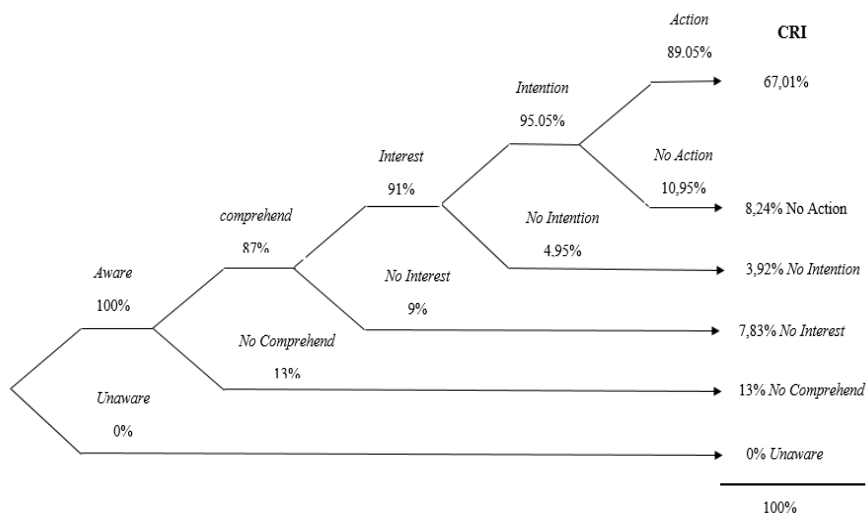 Action
89.05%
CRI
67,01%
Intention
95.05%
No Action
10,95%
8,24% No Action
Interest
91%
No Intention
4.95%
3,92% No Intention
comprehend
87%
No Interest
9%
7,83% No Interest
Aware
100%
No Comprehend
13%
13% No Comprehend
Unaware
0%
0% Unaware
100%